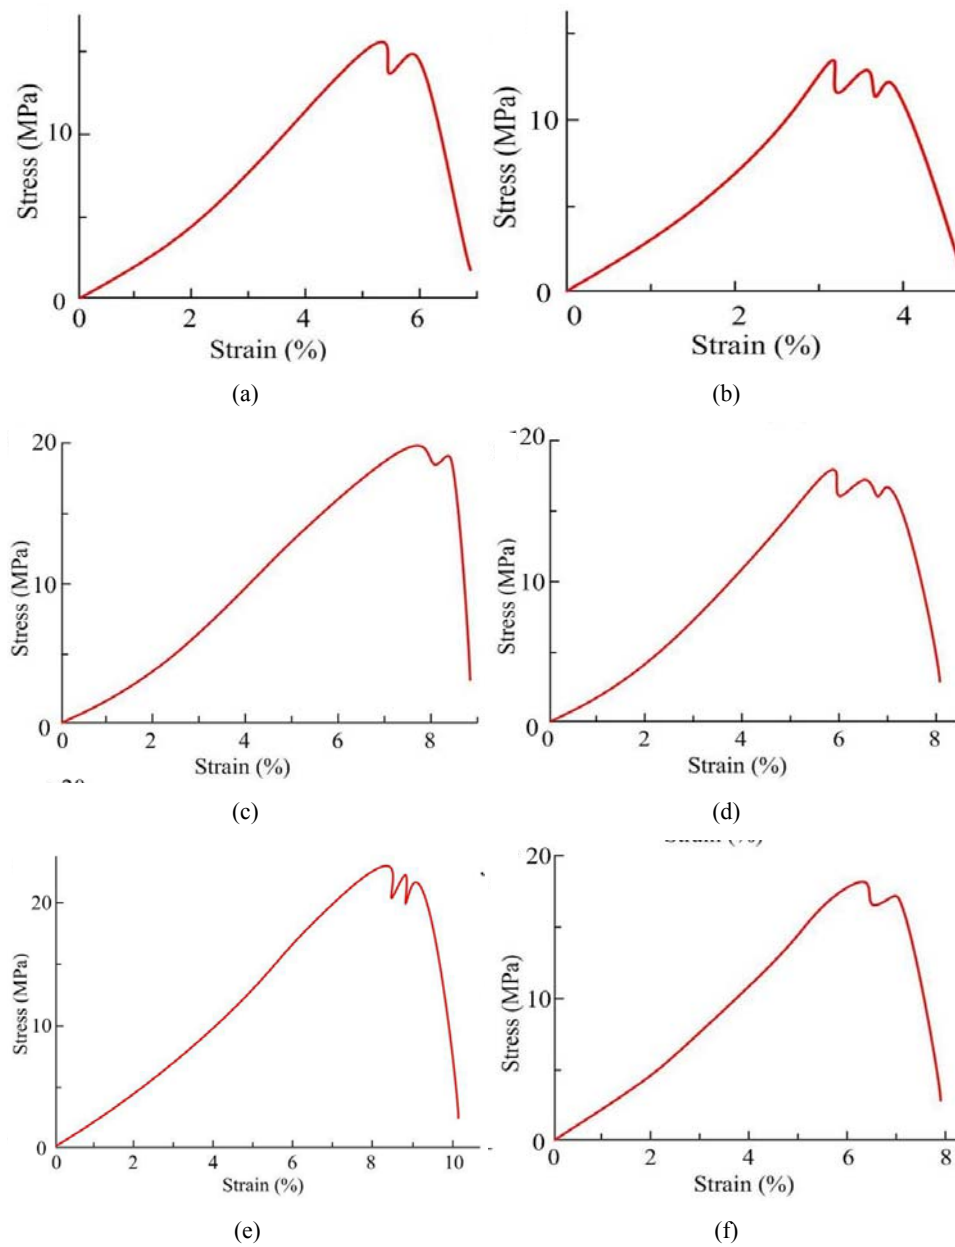 Stress (MPa)
10
0
0 2 4 6
Strain (%)
(a)
Stress (MPa)
10
0
0 2 4
Strain (%)
(b)
Stress (MPa)
20
10
0
0 2 4 6 8
Strain (%)
(c)
Stress (MPa)
20
10
0
0 2 4 6 8
Strain (%)
(d)
Stress (MPa)
20
10
0
0 2 4 6 8 10
Strain (%)
(e)
Stress (MPa)
20
10
0
0 2 4 6 8
Strain (%)
(f)